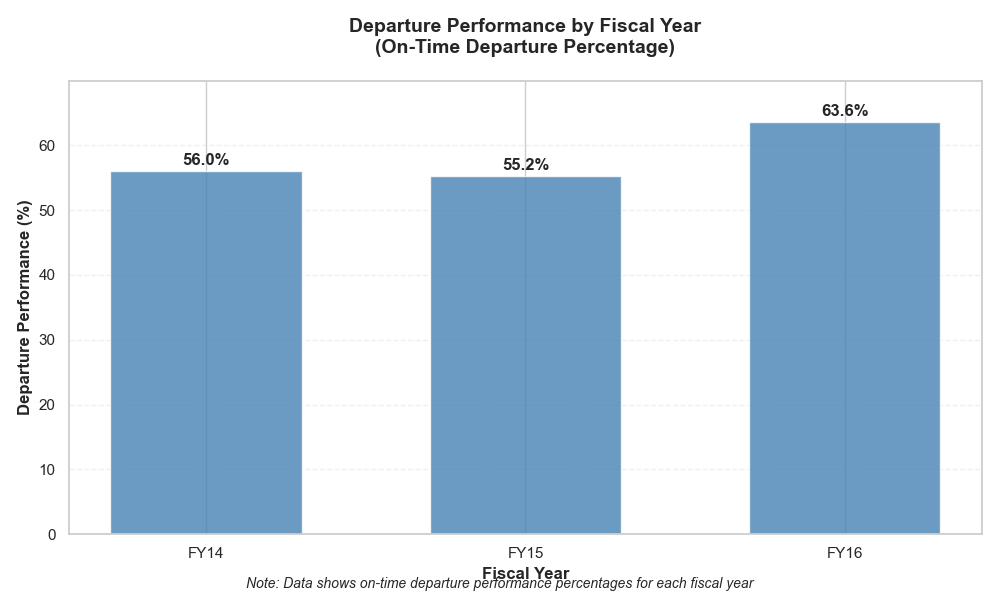 Departure Performance by Fiscal Year
(On-Time Departure Percentage)
Departure Performance (%)
60
50
40
30
20
10
0
56.0%
55.2%
63.6%
FY14
FY15
FY16
Fiscal Year
Note: Data shows on-time departure performance percentages for each fiscal year